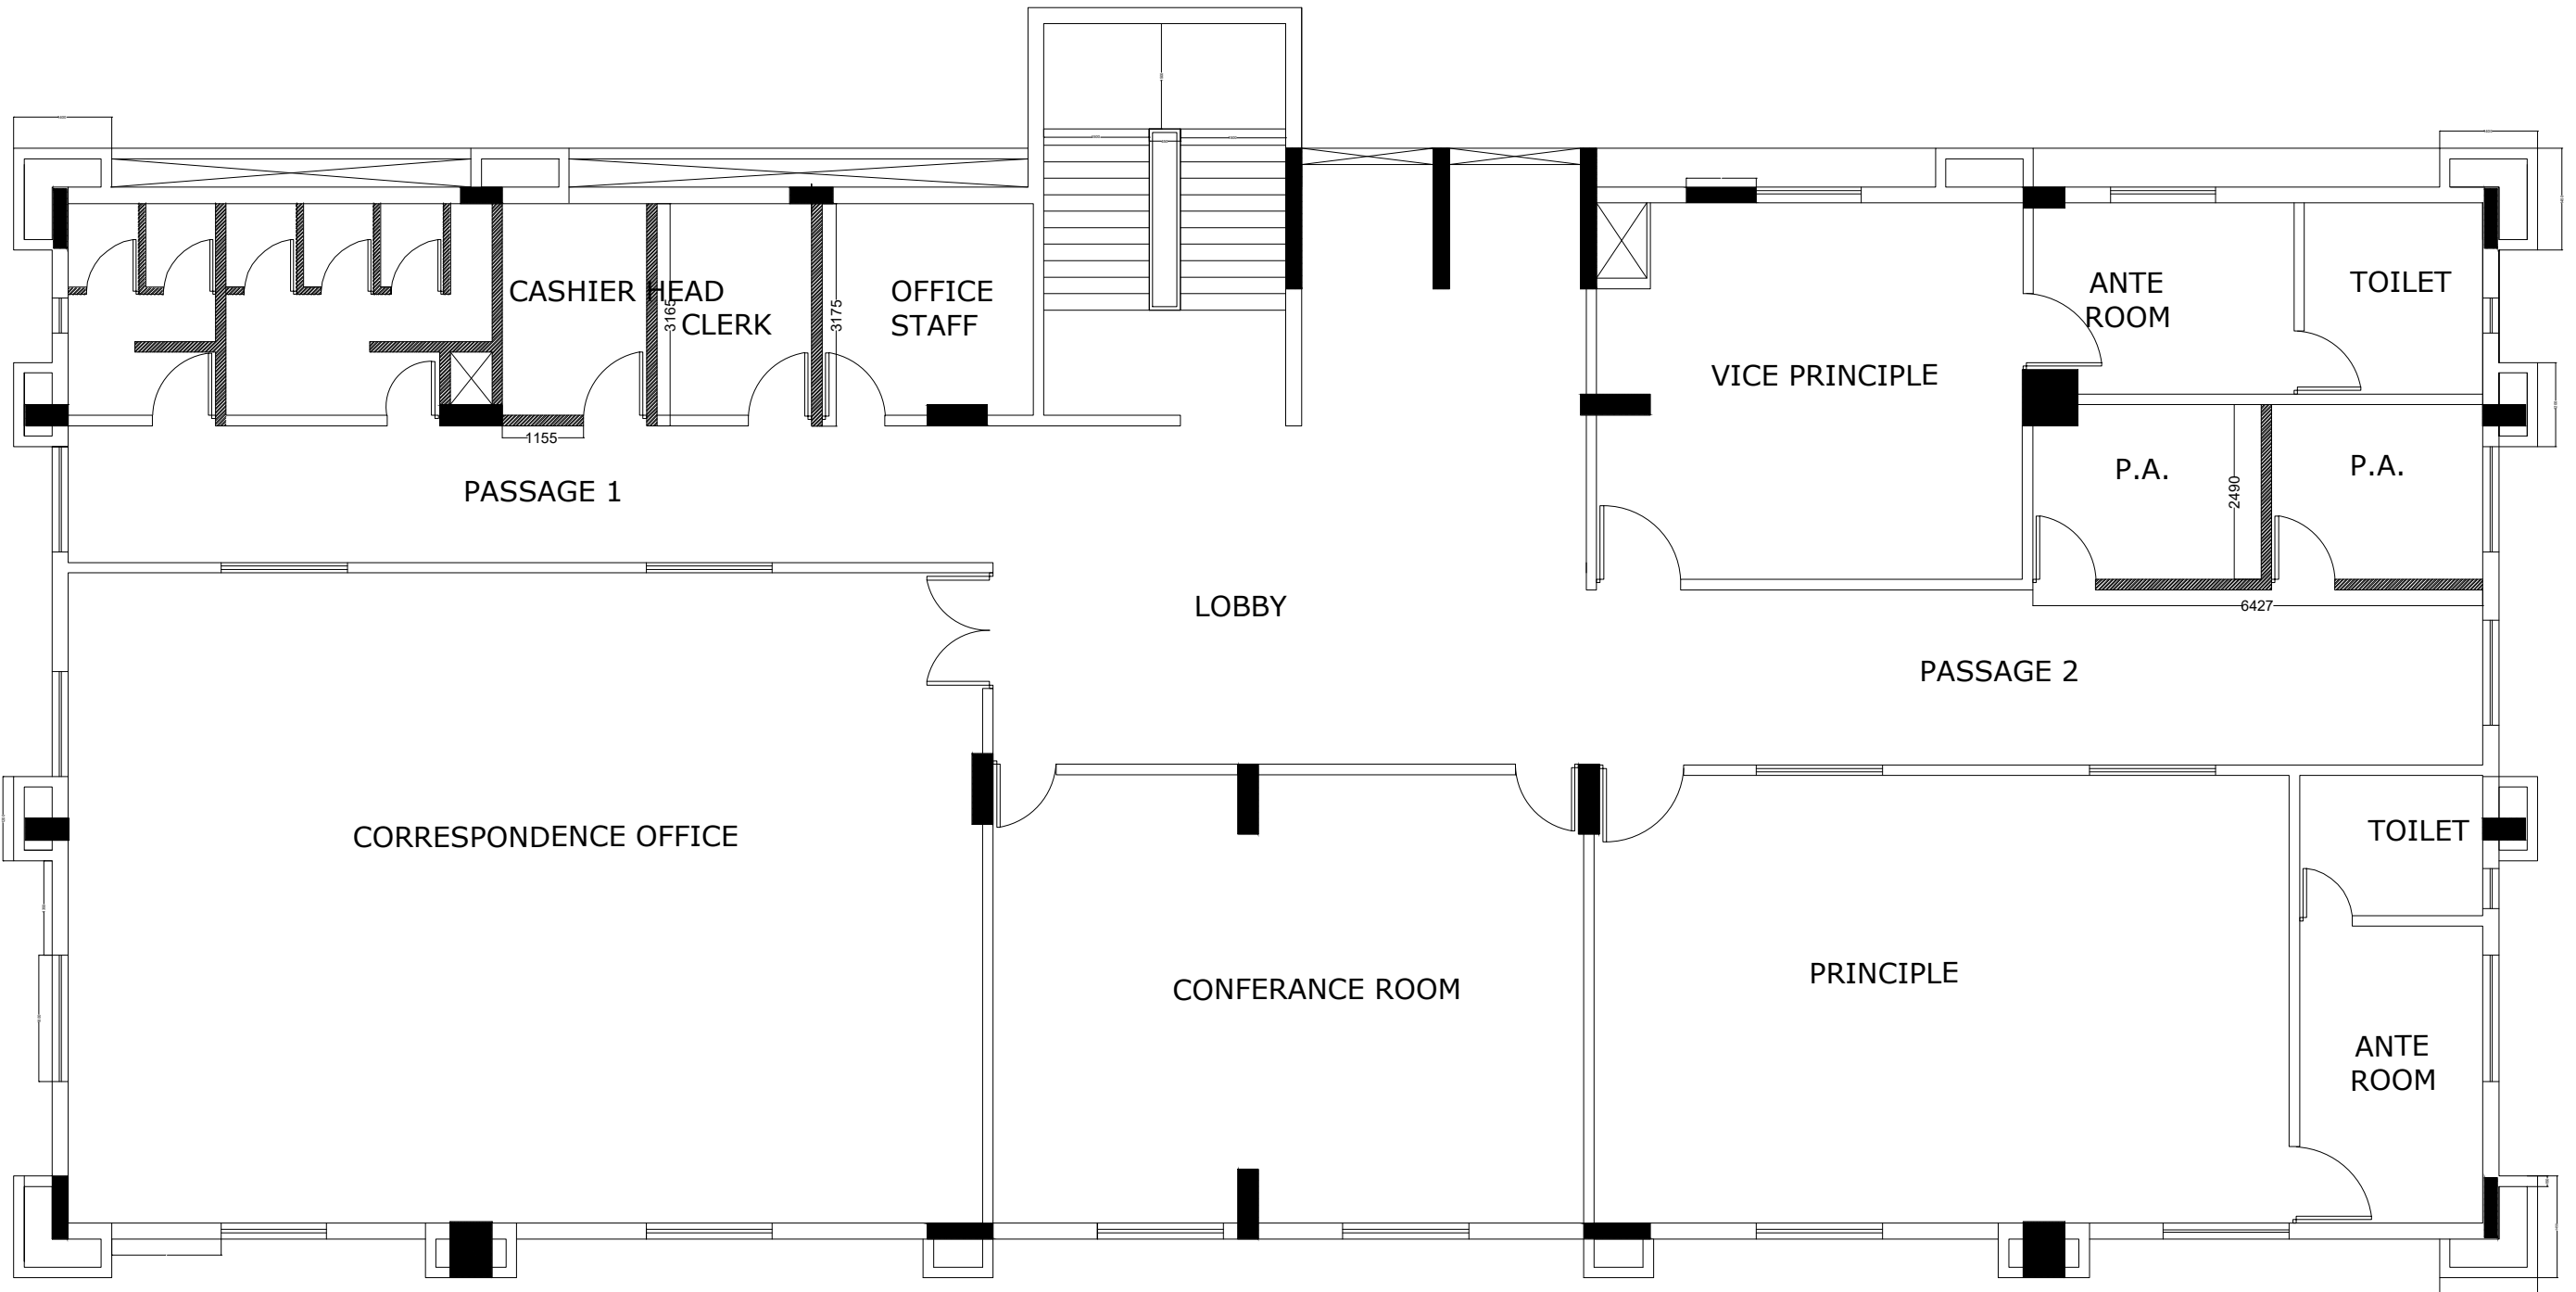 CASHIER HEAD
CLERK
3165
3175
OFFICE
STAFF
1155
PASSAGE 1
VICE PRINCIPLE
ANTE
ROOM
TOILET
P.A.
P.A.
2490
6427
LOBBY
PASSAGE 2
CORRESPONDENCE OFFICE
CONFERANCE ROOM
PRINCIPLE
TOILET
ANTE
ROOM